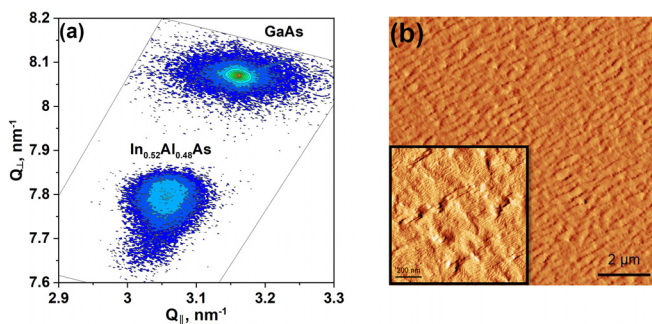 (a)
GaAs
In0.52Al0.48As
8.2
8.1
8
7.9
7.8
7.7
7.6
2.9
3
3.1
3.2
3.3
Q⊥, nm-1
Q||, nm-1
(b)
200 nm
2 µm